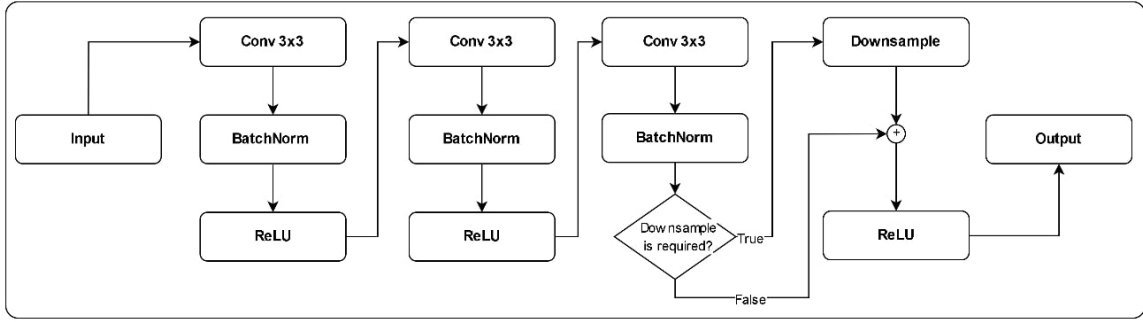 Input
Conv 3x3
BatchNorm
ReLU
Conv 3x3
BatchNorm
ReLU
Conv 3x3
BatchNorm
Downsample
is required?
True
False
Downsample
+
ReLU
Output